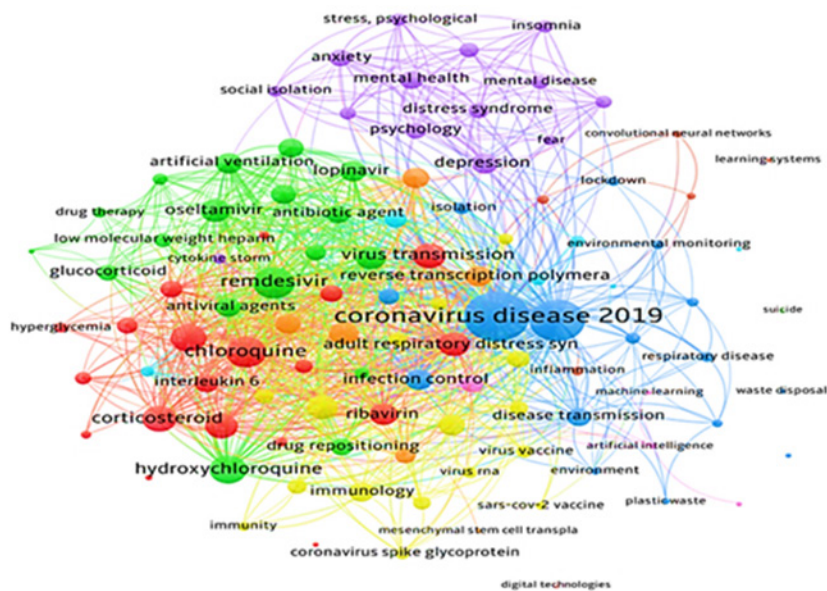 stress, psychological
insomnia
anxiety
mental health
mental disease
social isolation
distress syndrome
psychology
fear
convolutional neural networks
artificial ventilation
depression
learning systems
lopinavir
lockdown
drug therapy
oseltamivir
antibiotic agent
isolation
low molecular weight heparin
virus transmission
environmental monitoring
cytokine storm
glucocorticoid
remdesivir
reverse transcription polymera
antiviral agents
coronavirus disease 2019
suicide
hyperglycemia
chloroquine
adult respiratory distress syn
respiratory disease
interleukin 6
infection control
inflammation
machine learning
waste disposal
corticosteroid
ribavirin
disease transmission
drug repositioning
artificial intelligence
virus vaccine
hydroxychloroquine
virus rna
environment
immunology
sars-cov-2 vaccine
plastic waste
immunity
mesenchymal stem cell transpla
coronavirus spike glycoprotein
digital technologies